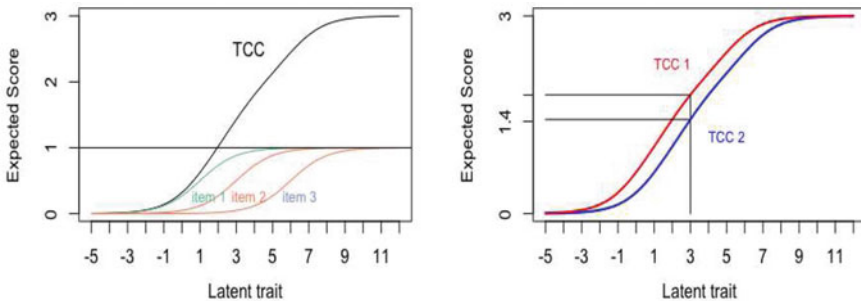 Expected Score
3
2
1
0
TCC
item 1 item 2 item 3
-5 -3 -1 1 3 5 7 9 11
Latent trait
Expected Score
3
1.4
0
TCC 1
TCC 2
-5 -3 -1 1 3 5 7 9 11
Latent trait